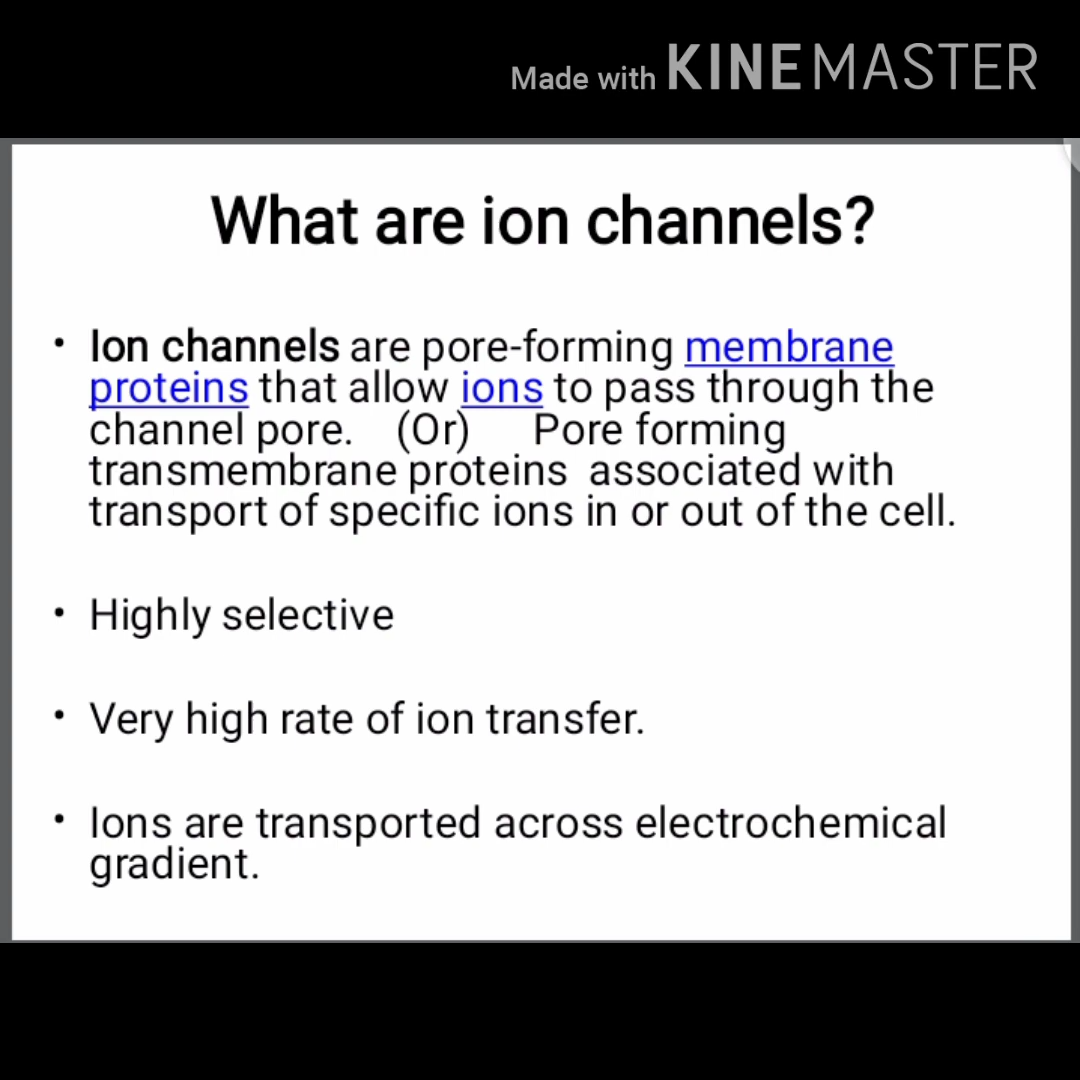 Made with KINEMASTER
What are ion channels?
• Ion channels are pore-forming membrane
proteins that allow ions to pass through the
channel pore. (Or) Pore forming
transmembrane proteins associated with
transport of specific ions in or out of the cell.
• Highly selective
• Very high rate of ion transfer.
• Ions are transported across electrochemical
gradient.